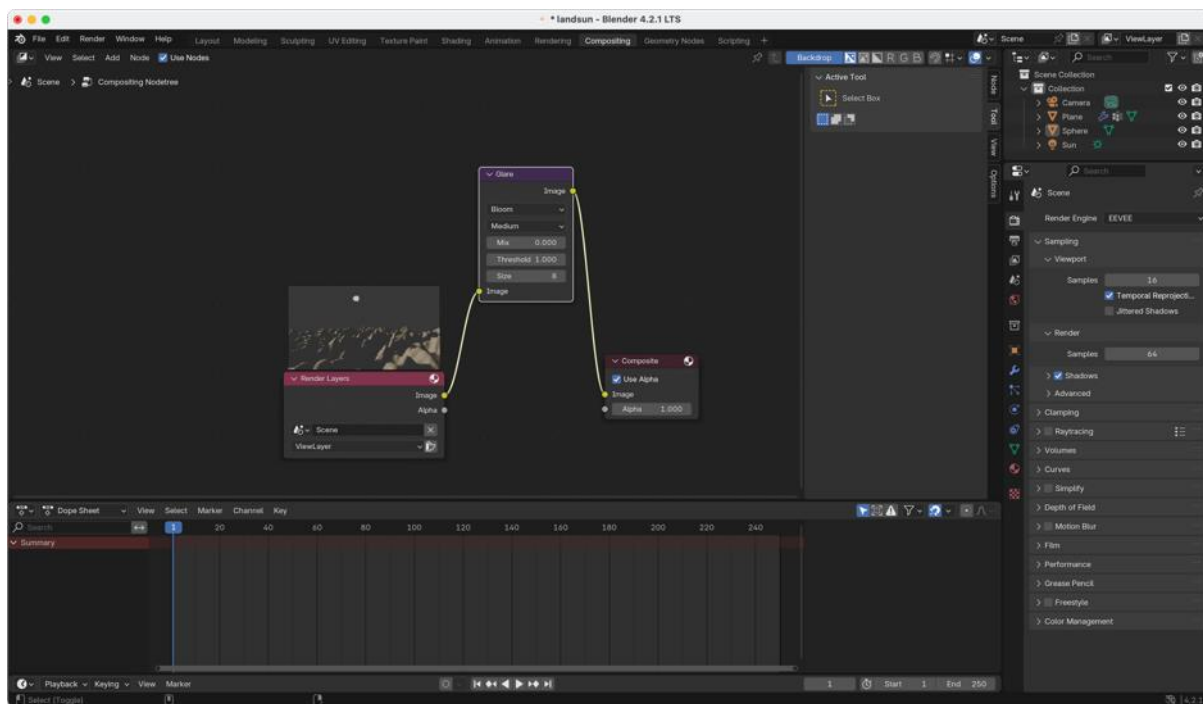 * landsun - Blender 4.2.1 LTS
File Edit Render Window Help Layout Modeling Sculpting UV Editing Texture Paint Shading Animation Rendering Compositing Geometry Nodes Scripting + Scene ViewLayer
View Select Add Node Use Nodes Backdrop R G B Search
Scene > Compositing Nodetree
Active Tool
Select Box
Node
Tool
View
Options
Glare
Image
Bloom
Medium
Mix 0.000
Threshold 1.000
Size 8
Image
Render Layers
Image
Alpha
Scene
ViewLayer
Composite
Use Alpha
Image
Alpha 1.000
Scene Collection
Collection
Camera
Plane
Sphere
Sun
Search
Scene
Render Engine EEVEE
Sampling
Viewport
Samples 16
Temporal Reprojecti...
Jittered Shadows
Render
Samples 64
Shadows
Advanced
Clamping
Raytracing
Volumes
Curves
Simplify
Depth of Field
Motion Blur
Film
Performance
Grease Pencil
Freestyle
Color Management
Dope Sheet View Select Marker Channel Key
Search 1 20 40 60 80 100 120 140 160 180 200 220 240
Summary
Playback Keying View Marker 1 Start 1 End 250
Select (Toggle) 4.2.1